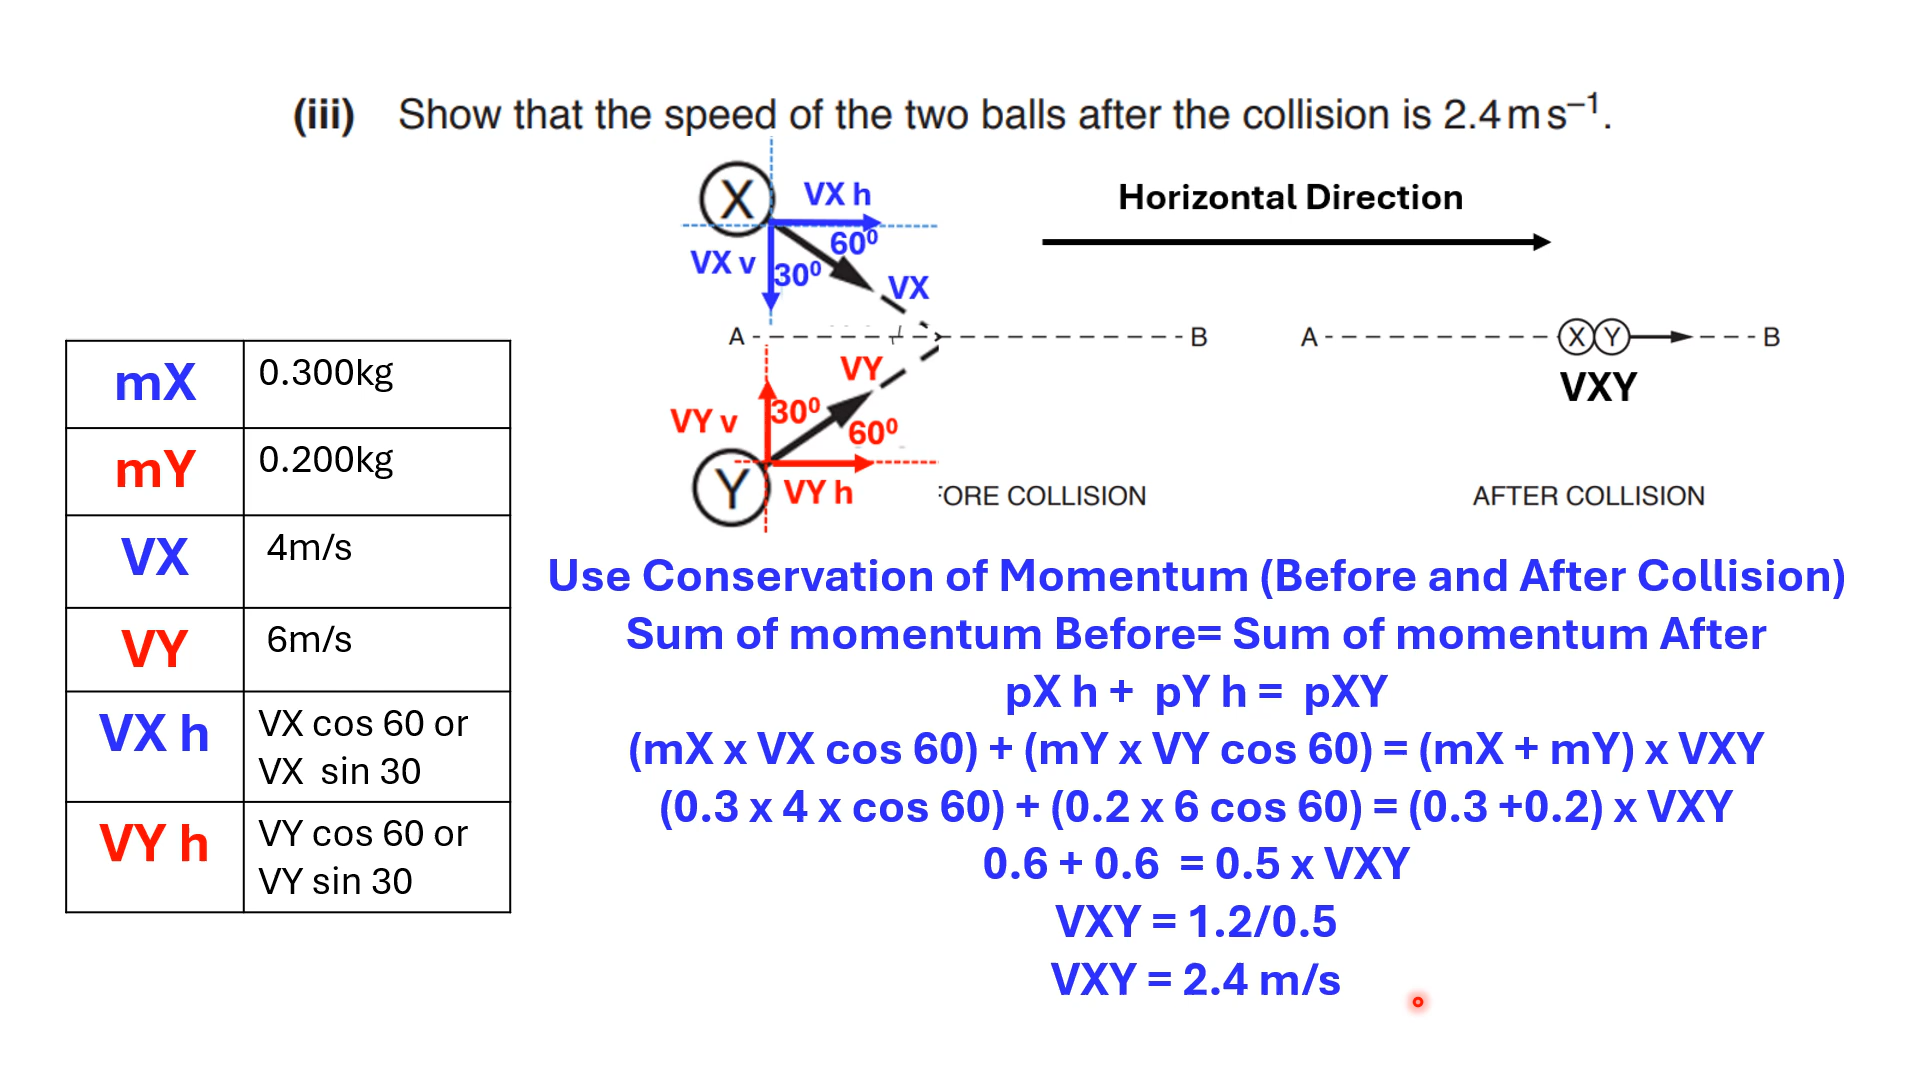 (iii) Show that the speed of the two balls after the collision is 2.4 m s⁻¹.
X
VX h
60⁰
VX v
30⁰
VX
Horizontal Direction
A
B
VY
VY v
30⁰
60⁰
Y
VY h
FORE COLLISION
A
X Y
B
VXY
AFTER COLLISION
mX 0.300kg
mY 0.200kg
VX 4m/s
VY 6m/s
VX h VX cos 60 or
VX sin 30
VY h VY cos 60 or
VY sin 30
Use Conservation of Momentum (Before and After Collision)
Sum of momentum Before= Sum of momentum After
pX h + pY h = pXY
(mX x VX cos 60) + (mY x VY cos 60) = (mX + mY) x VXY
(0.3 x 4 x cos 60) + (0.2 x 6 cos 60) = (0.3 +0.2) x VXY
0.6 + 0.6 = 0.5 x VXY
VXY = 1.2/0.5
VXY = 2.4 m/s